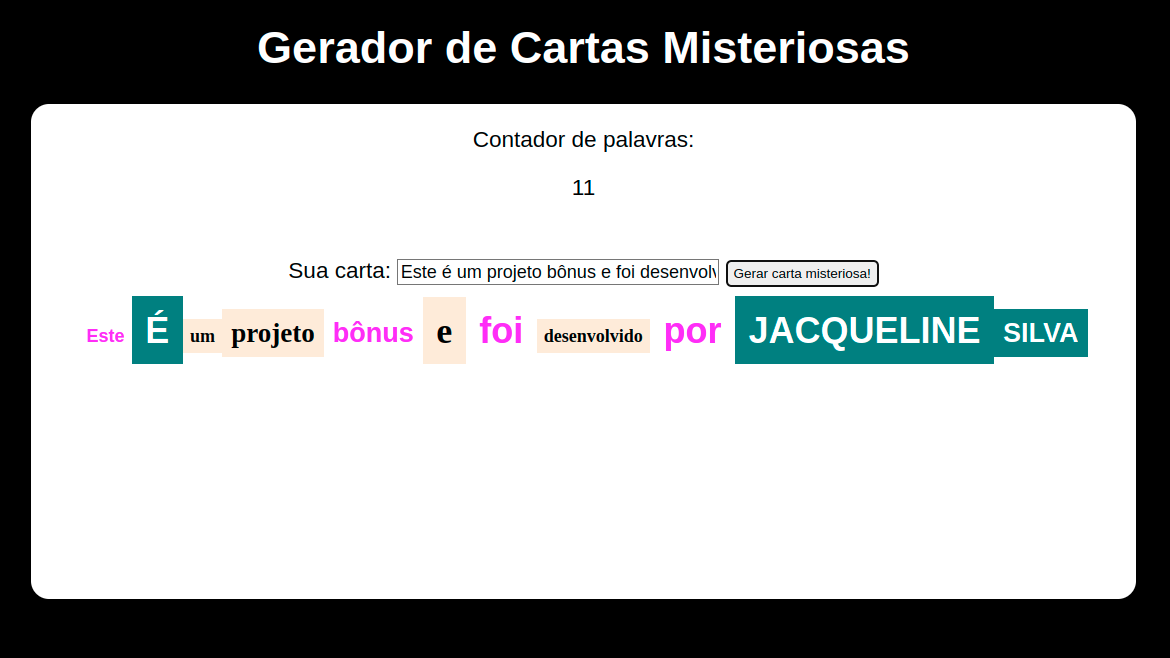 Gerador de Cartas Misteriosas
Contador de palavras:
11
Sua carta: Este é um projeto bônus e foi desenvolv Gerar carta misteriosa!
Este É um projeto bônus e foi desenvolvido por JACQUELINE SILVA